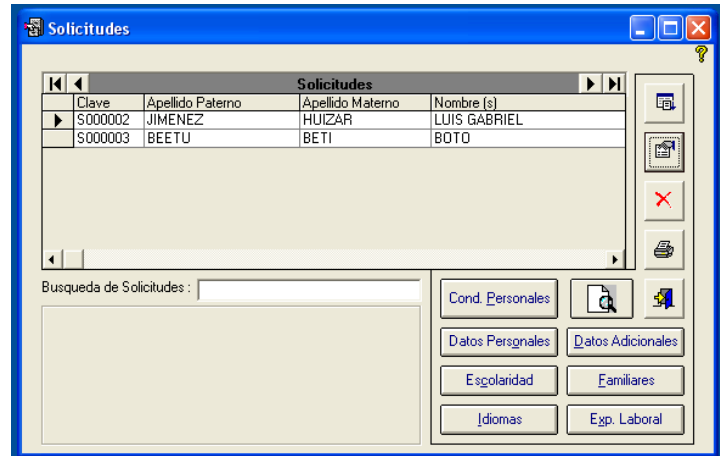 Solicitudes
Solicitudes
Clave Apellido Paterno Apellido Materno Nombre (s)
S000002 JIMENEZ HUIZAR LUIS GABRIEL
S000003 BEETU BETI BOTO
Busqueda de Solicitudes :
Cond. Personales
Datos Personales Datos Adicionales
Escolaridad Familiares
Idiomas Exp. Laboral